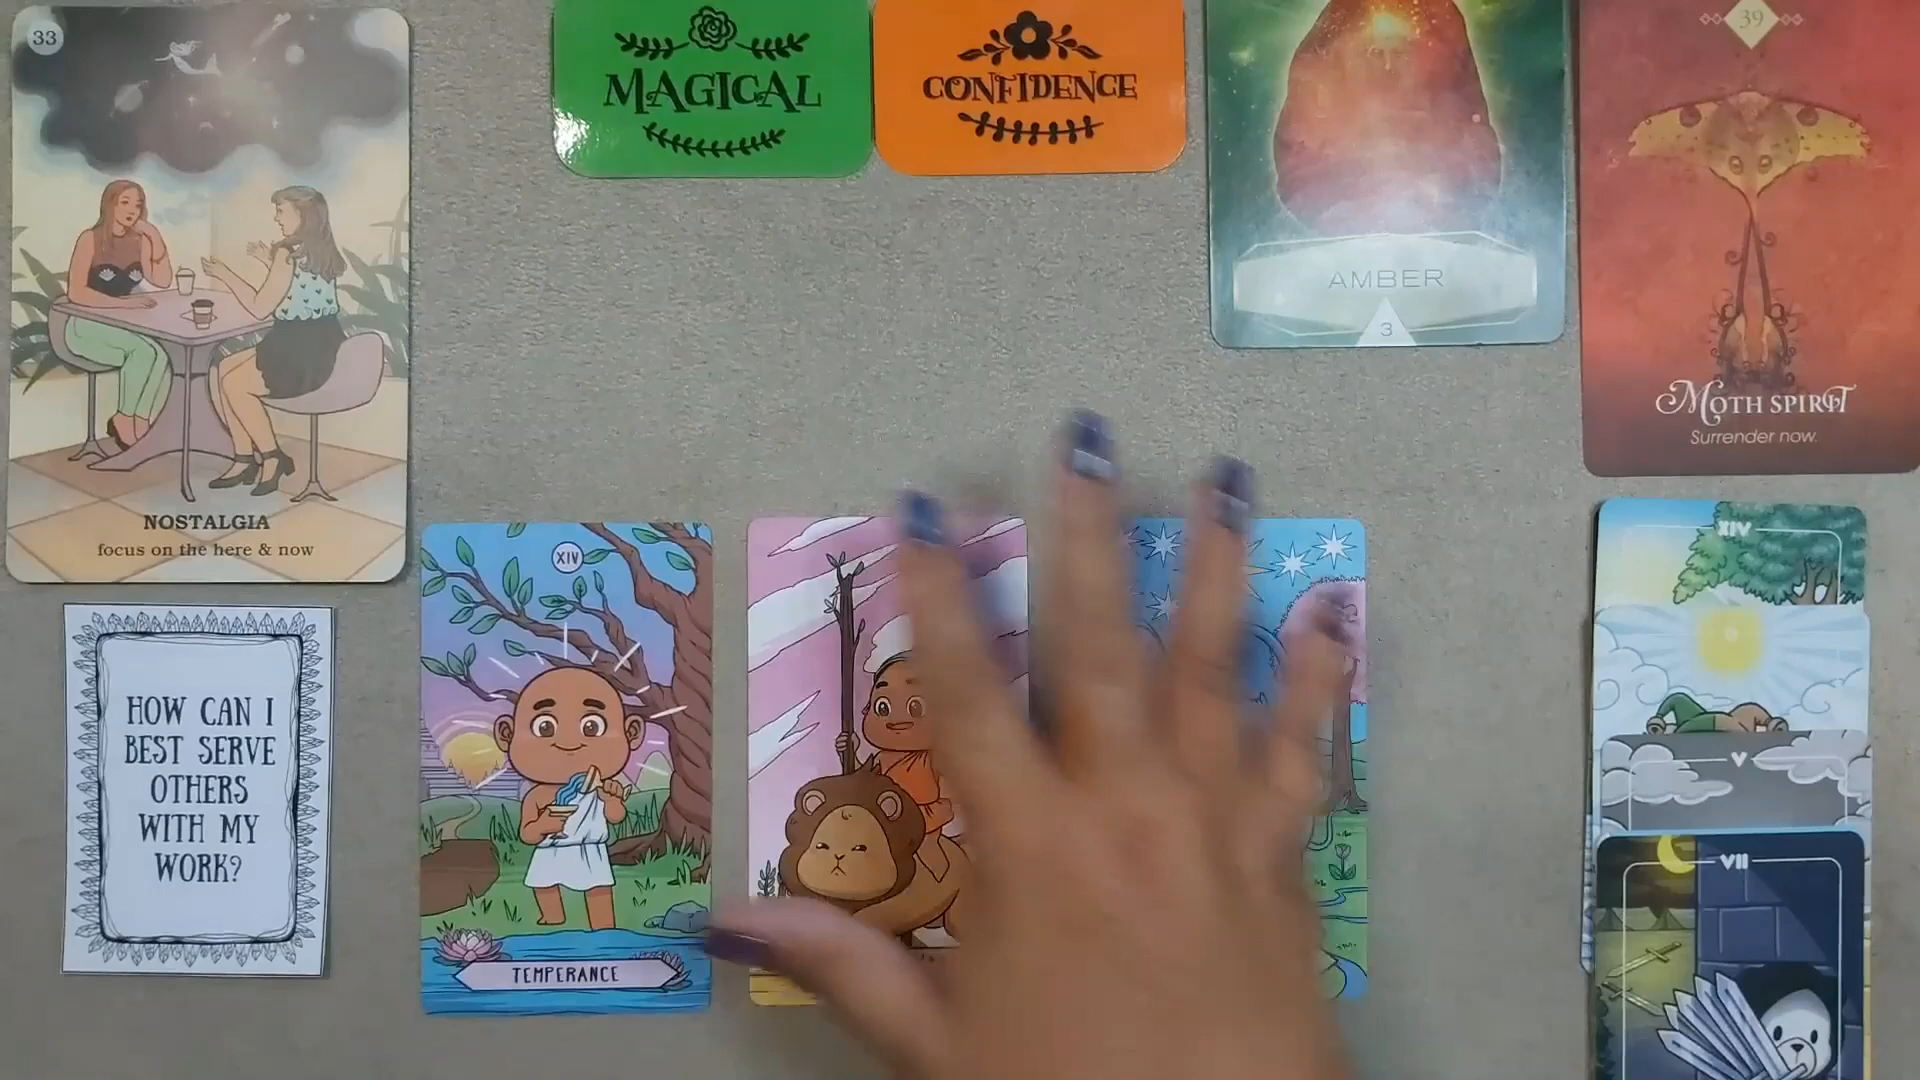 33
NOSTALGIA
focus on the here & now
MAGICAL
CONFIDENCE
AMBER
3
39
MOTH SPIRIT
Surrender now.
HOW CAN I
BEST SERVE
OTHERS
WITH MY
WORK?
XIV
TEMPERANCE
XIV
V
VII